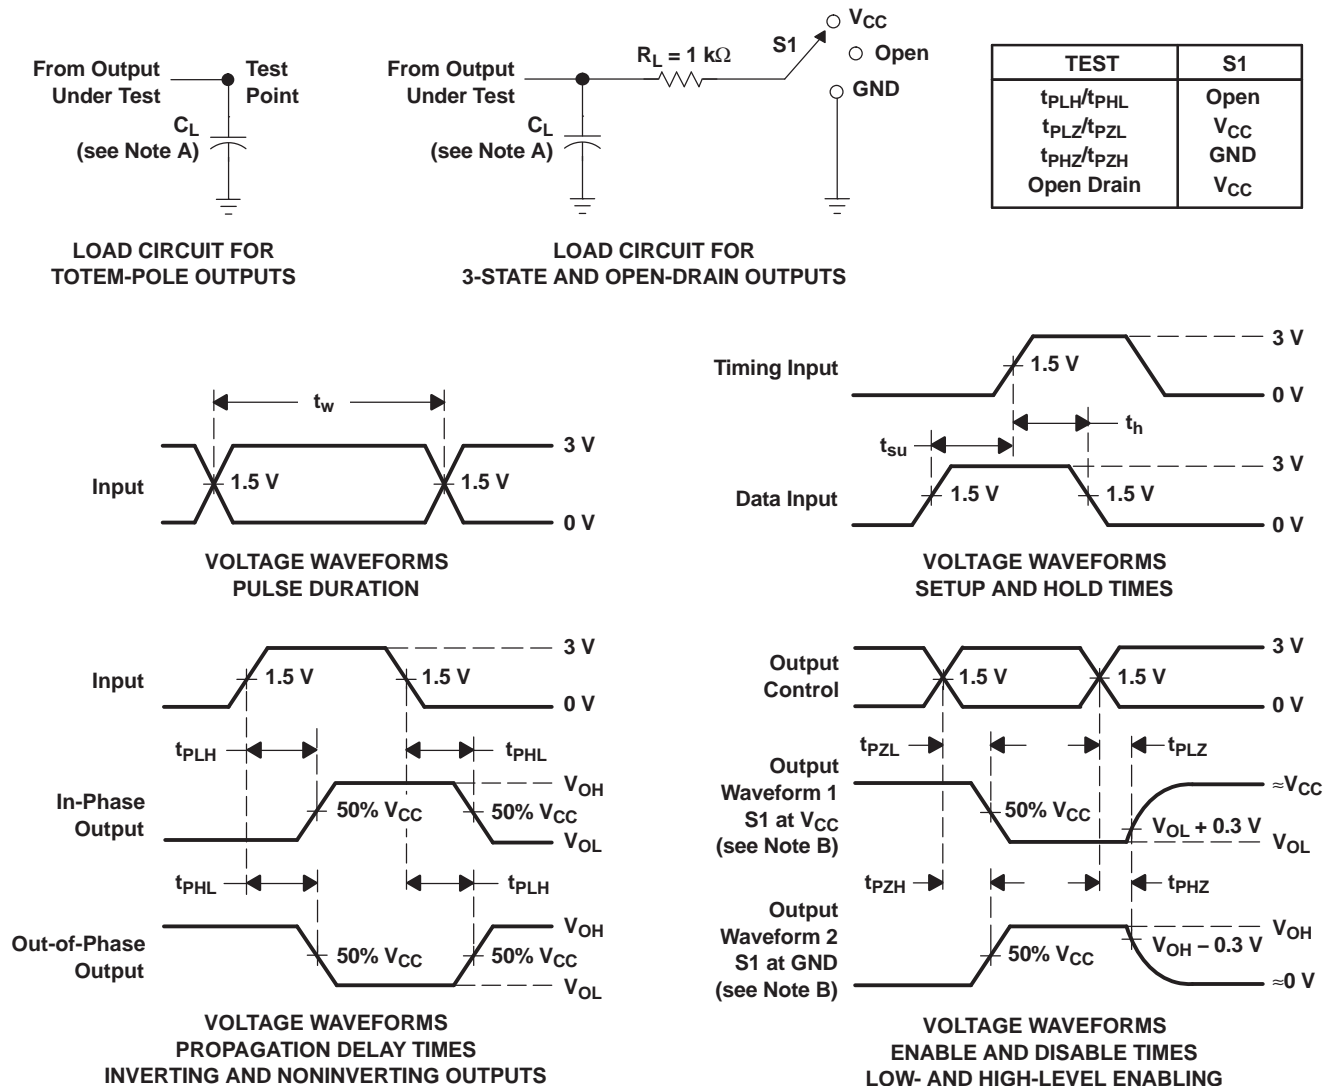 From Output
Under Test
Test
Point
CL
(see Note A)
LOAD CIRCUIT FOR
TOTEM-POLE OUTPUTS
From Output
Under Test
CL
(see Note A)
RL = 1 kΩ
S1
VCC
Open
GND
LOAD CIRCUIT FOR
3-STATE AND OPEN-DRAIN OUTPUTS
TEST S1
tPLH/tPHL Open
tPLZ/tPZL VCC
tPHZ/tPZH GND
Open Drain VCC
tw
Input
1.5 V
1.5 V
3 V
0 V
VOLTAGE WAVEFORMS
PULSE DURATION
Timing Input
1.5 V
3 V
0 V
th
tsu
Data Input
1.5 V
1.5 V
3 V
0 V
VOLTAGE WAVEFORMS
SETUP AND HOLD TIMES
Input
1.5 V
1.5 V
3 V
0 V
tPLH
tPHL
In-Phase
Output
50% VCC
50% VCC
VOH
VOL
tPHL
tPLH
Out-of-Phase
Output
50% VCC
50% VCC
VOH
VOL
VOLTAGE WAVEFORMS
PROPAGATION DELAY TIMES
INVERTING AND NONINVERTING OUTPUTS
Output
Control
1.5 V
1.5 V
3 V
0 V
tPZL
tPLZ
Output
Waveform 1
S1 at VCC
(see Note B)
50% VCC
VOL + 0.3 V
≈VCC
VOL
tPZH
tPHZ
Output
Waveform 2
S1 at GND
(see Note B)
50% VCC
VOH − 0.3 V
VOH
≈0 V
VOLTAGE WAVEFORMS
ENABLE AND DISABLE TIMES
LOW- AND HIGH-LEVEL ENABLING